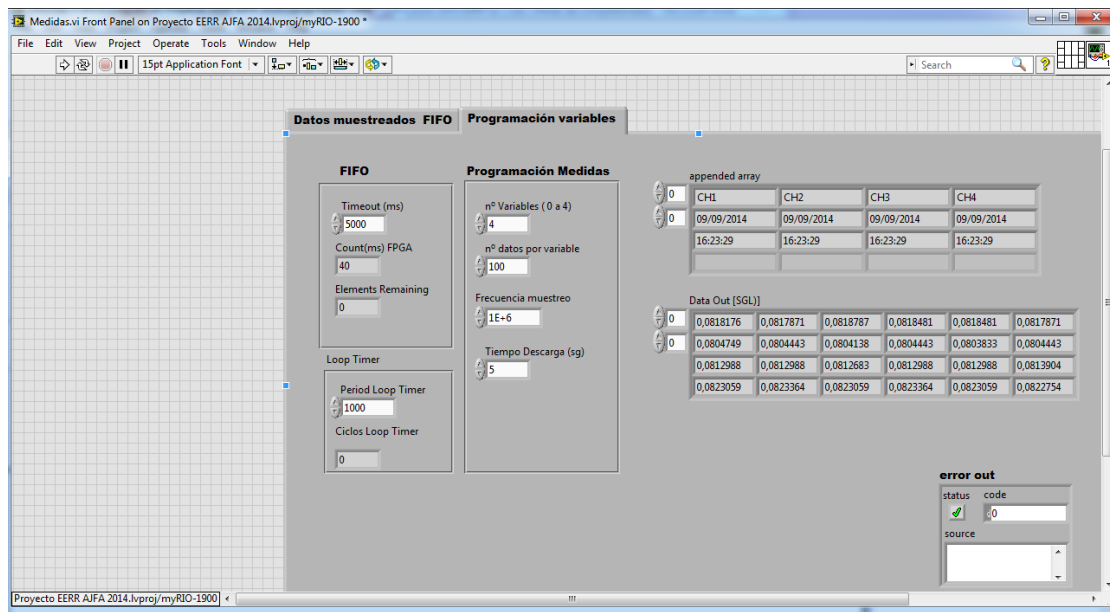 Medidas.vi Front Panel on Proyecto EERR AJFA 2014.lvproj/myRIO-1900 *
File Edit View Project Operate Tools Window Help
15pt Application Font
Search
Datos muestreados FIFO
Programación variables
FIFO
Timeout (ms)
5000
Count(ms) FPGA
40
Elements Remaining
0
Loop Timer
Period Loop Timer
1000
Ciclos Loop Timer
0
Programación Medidas
nº Variables ( 0 a 4)
4
nº datos por variable
100
Frecuencia muestreo
1E+6
Tiempo Descarga (sg)
5
appended array
0 CH1 CH2 CH3 CH4
0 09/09/2014 09/09/2014 09/09/2014 09/09/2014
16:23:29 16:23:29 16:23:29 16:23:29
Data Out [SGL)]
0 0,0818176 0,0817871 0,0818787 0,0818481 0,0818481 0,0817871
0 0,0804749 0,0804443 0,0804138 0,0804443 0,0803833 0,0804443
0,0812988 0,0812988 0,0812683 0,0812988 0,0812988 0,0813904
0,0823059 0,0823364 0,0823059 0,0823364 0,0823059 0,0822754
error out
status code
0
source
Proyecto EERR AJFA 2014.lvproj/myRIO-1900